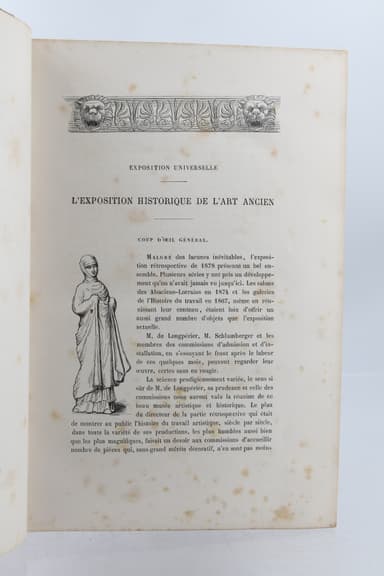 EXPOSITION UNIVERSELLE
L'EXPOSITION HISTORIQUE DE L'ART ANCIEN
COUP D'ŒIL GÉNÉRAL.
MALGRÉ des lacunes inévitables, l'exposi-
tion rétrospective de 1878 présente un bel en-
semble. Plusieurs séries y ont pris un développe-
ment qu'on n'avait jamais vu jusqu'ici. Les salons
des Alsaciens-Lorrains en 1874 et les galeries
de l'Histoire du travail en 1867, même en réu-
nissant leur contenu, étaient loin d'offrir un
aussi grand nombre d'objets que l'exposition
actuelle.
M. de Longpérier, M. Schlumberger et les
membres des commissions d'admission et d'ins-
tallation, en s'essuyant le front après le labeur
de ces quelques mois, peuvent regarder leur
œuvre, certes sans en rougir.
La science prodigieusement variée, le sens si
sûr de M. de Longpérier, sa prudence et celle des
commissions nous auront valu la réunion de ce
beau musée artistique et historique. Le plan
du directeur de la partie rétrospective qui était
de montrer au public l'histoire du travail artistique, siècle par siècle,
dans toute la variété de ses productions, les plus humbles aussi bien
que les plus magnifiques, faisait un devoir aux commissions d'accueillir
nombre de pièces qui, sans grand mérite décoratif, n'en sont pas moins